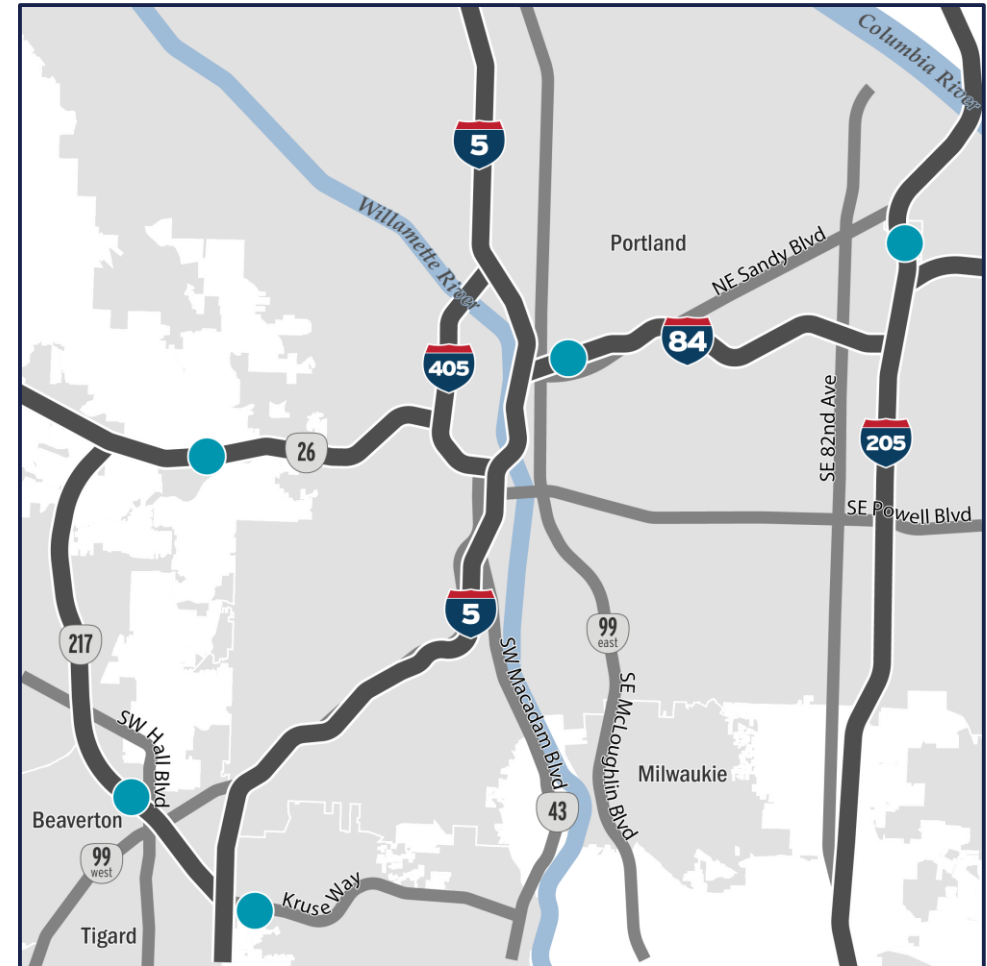 Columbia River
5
Willamette River
Portland
NE Sandy Blvd
84
405
SE 82nd Ave
205
26
SE Powell Blvd
5
99
east
217
SW Macadam Blvd
SE McLoughlin Blvd
SW Hall Blvd
Milwaukie
43
Beaverton
99
west
Kruse Way
Tigard